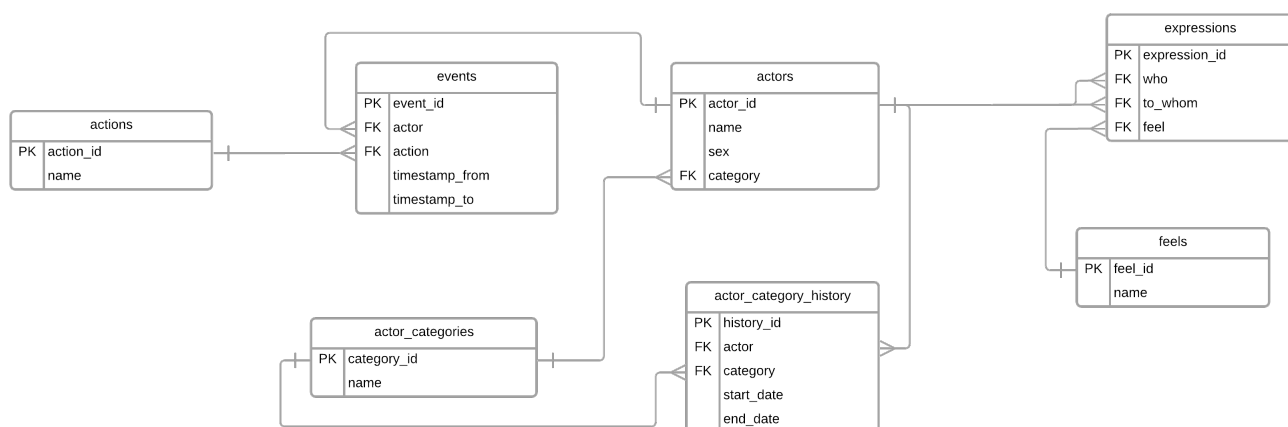 actions
PK action_id
name
events
PK event_id
FK actor
FK action
timestamp_from
timestamp_to
actors
PK actor_id
name
sex
FK category
expressions
PK expression_id
FK who
FK to_whom
FK feel
feels
PK feel_id
name
actor_categories
PK category_id
name
actor_category_history
PK history_id
FK actor
FK category
start_date
end_date